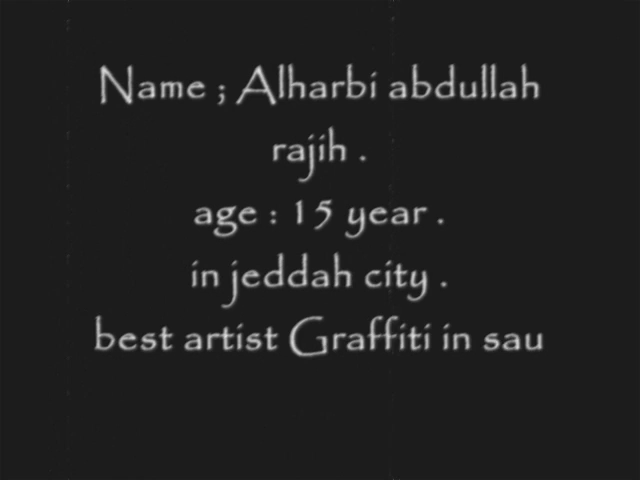 Name ; Alharbi abdullah
rajih .
age : 15 year .
in jeddah city .
best artist Graffiti in sau